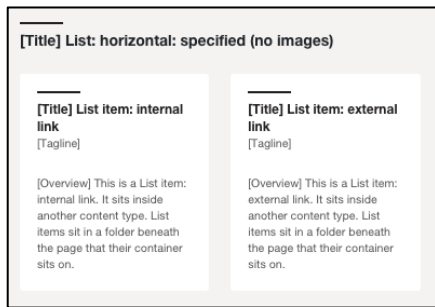 [Title] List: horizontal: specified (no images)
[Title] List item: internal
link
[Tagline]
[Overview] This is a List item:
internal link. It sits inside
another content type. List
items sit in a folder beneath
the page that their container
sits on.
[Title] List item: external
link
[Tagline]
[Overview] This is a List item:
external link. It sits inside
another content type. List
items sit in a folder beneath
the page that their container
sits on.